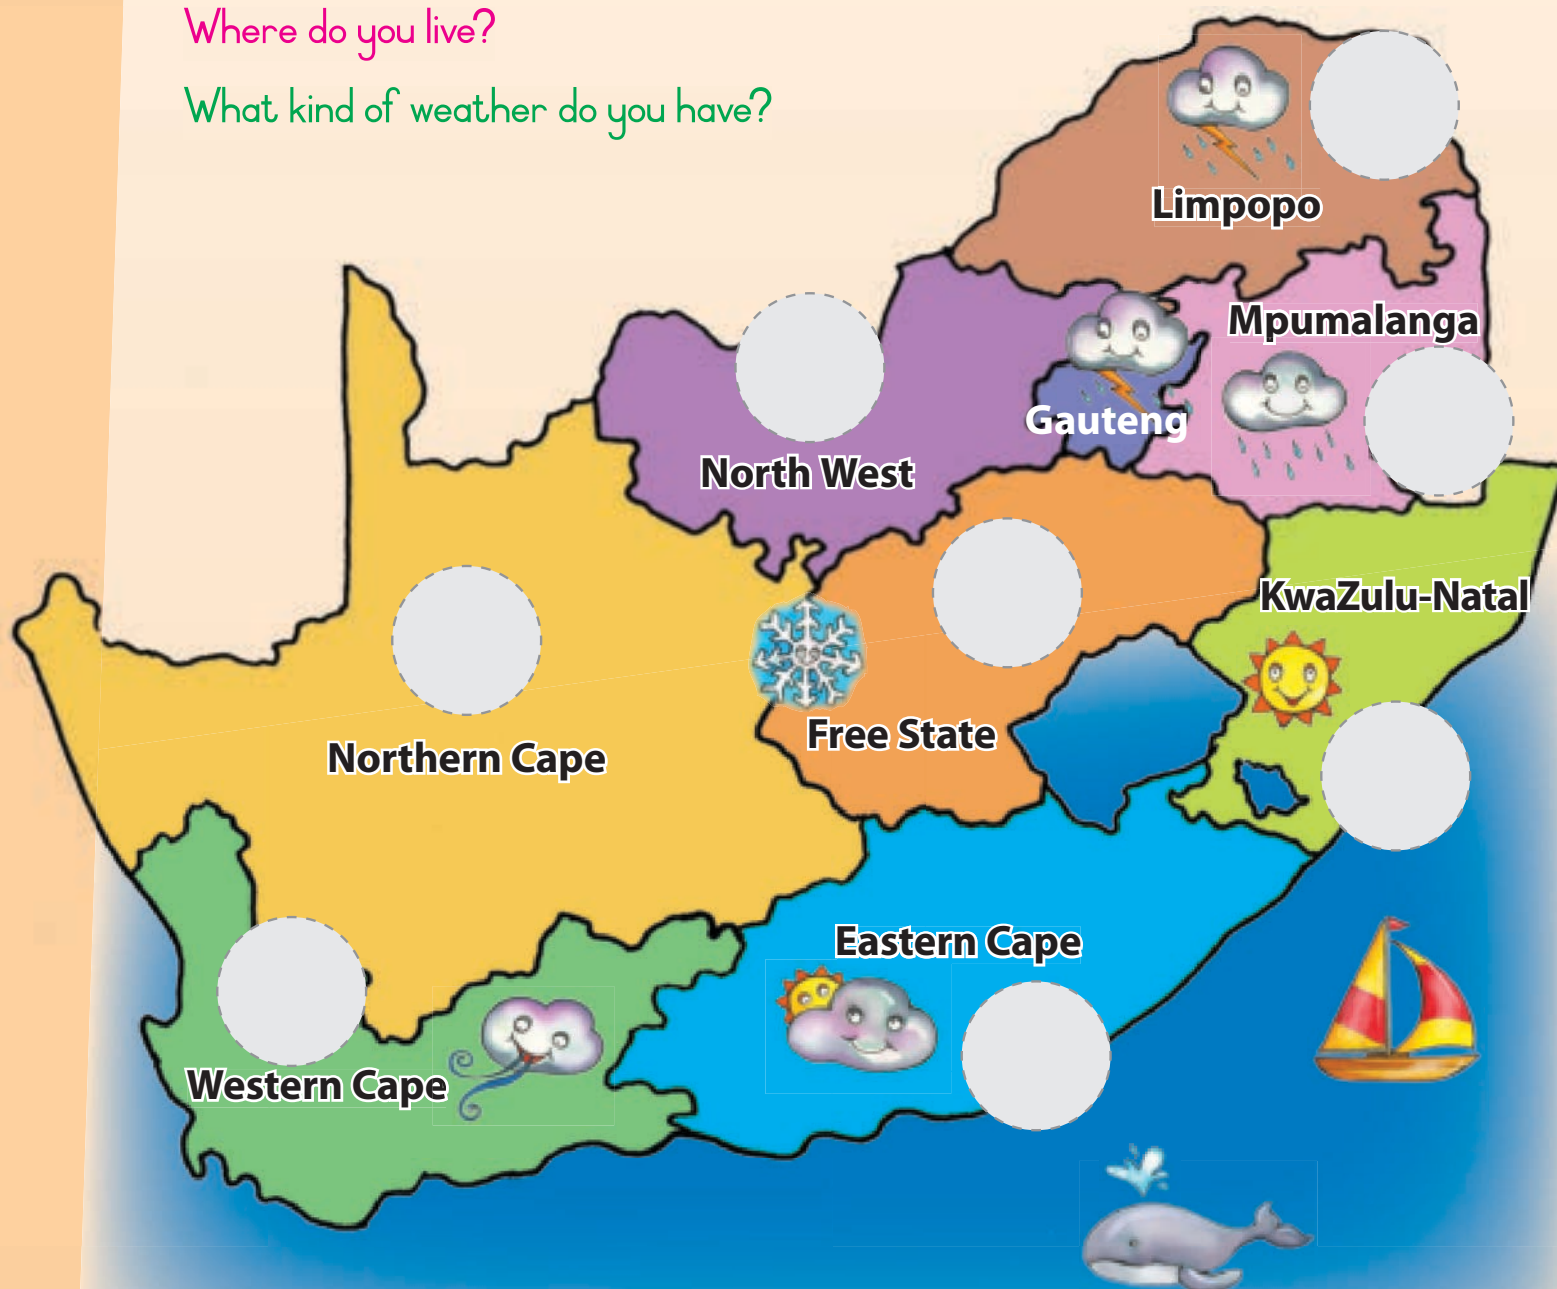 Where do you live?
What kind of weather do you have?
Limpopo
Mpumalanga
Gauteng
North West
KwaZulu-Natal
Free State
Northern Cape
Eastern Cape
Western Cape